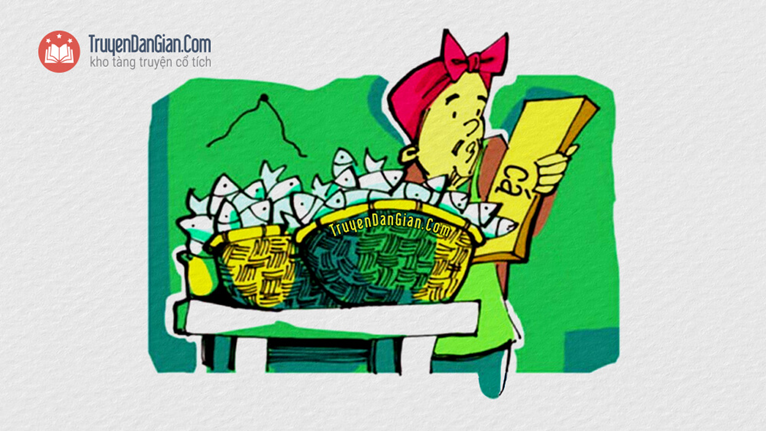 TruyenDanGian.Com
kho tàng truyện cổ tích
Cá
TruyenDanGian.Com